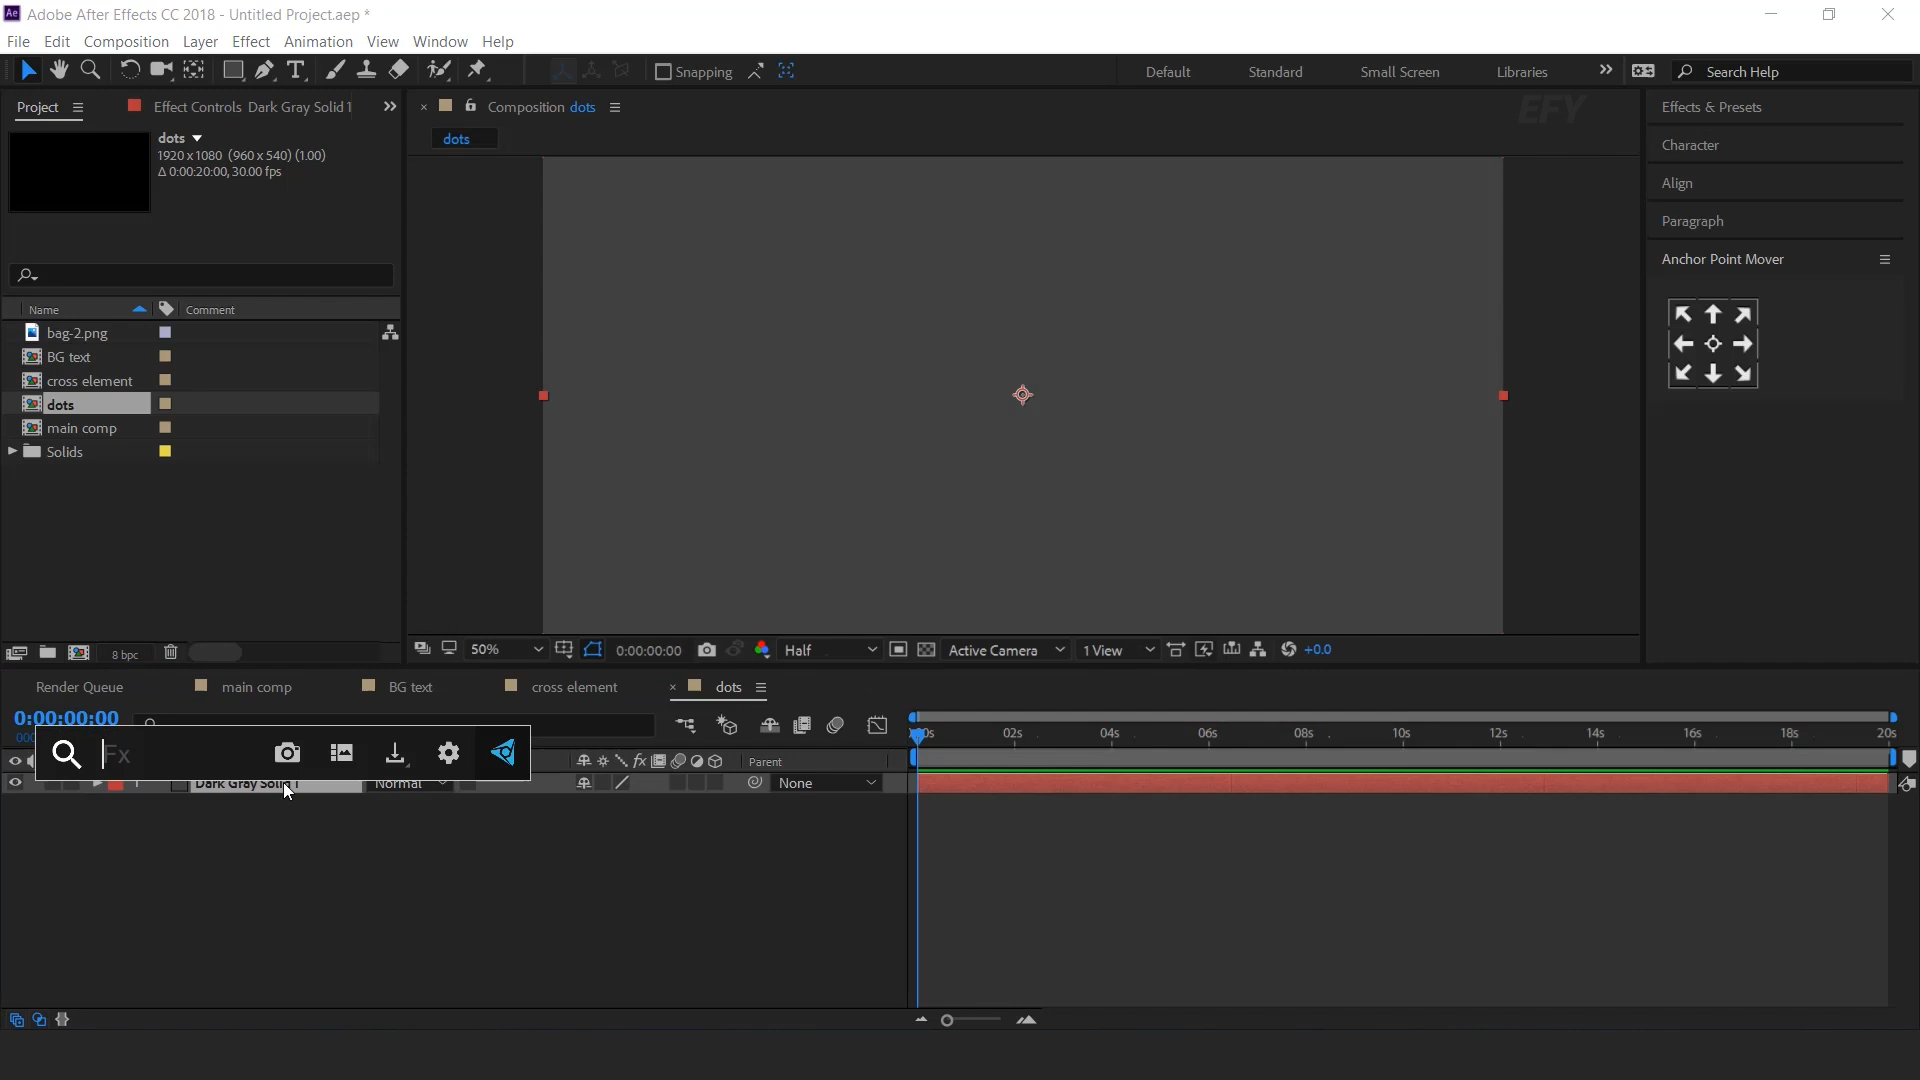 Ae Adobe After Effects CC 2018 - Untitled Project.aep *
File Edit Composition Layer Effect Animation View Window Help
Snapping Default Standard Small Screen Libraries Search Help
Project Effect Controls Dark Gray Solid 1 Composition dots EFY Effects & Presets
dots
1920 x 1080 (960 x 540) (1.00)
Δ 0:00:20:00, 30.00 fps
dots
Character
Align
Paragraph
Anchor Point Mover
Name Comment
bag-2.png
BG text
cross element
dots
main comp
Solids
8 bpc 50% 0:00:00:00 Half Active Camera 1 View +0.0
Render Queue main comp BG text cross element dots
0:00:00:00
02s 04s 06s 08s 10s 12s 14s 16s 18s 20s
Fx
fx Parent
Dark Gray Solid 1 Normal None